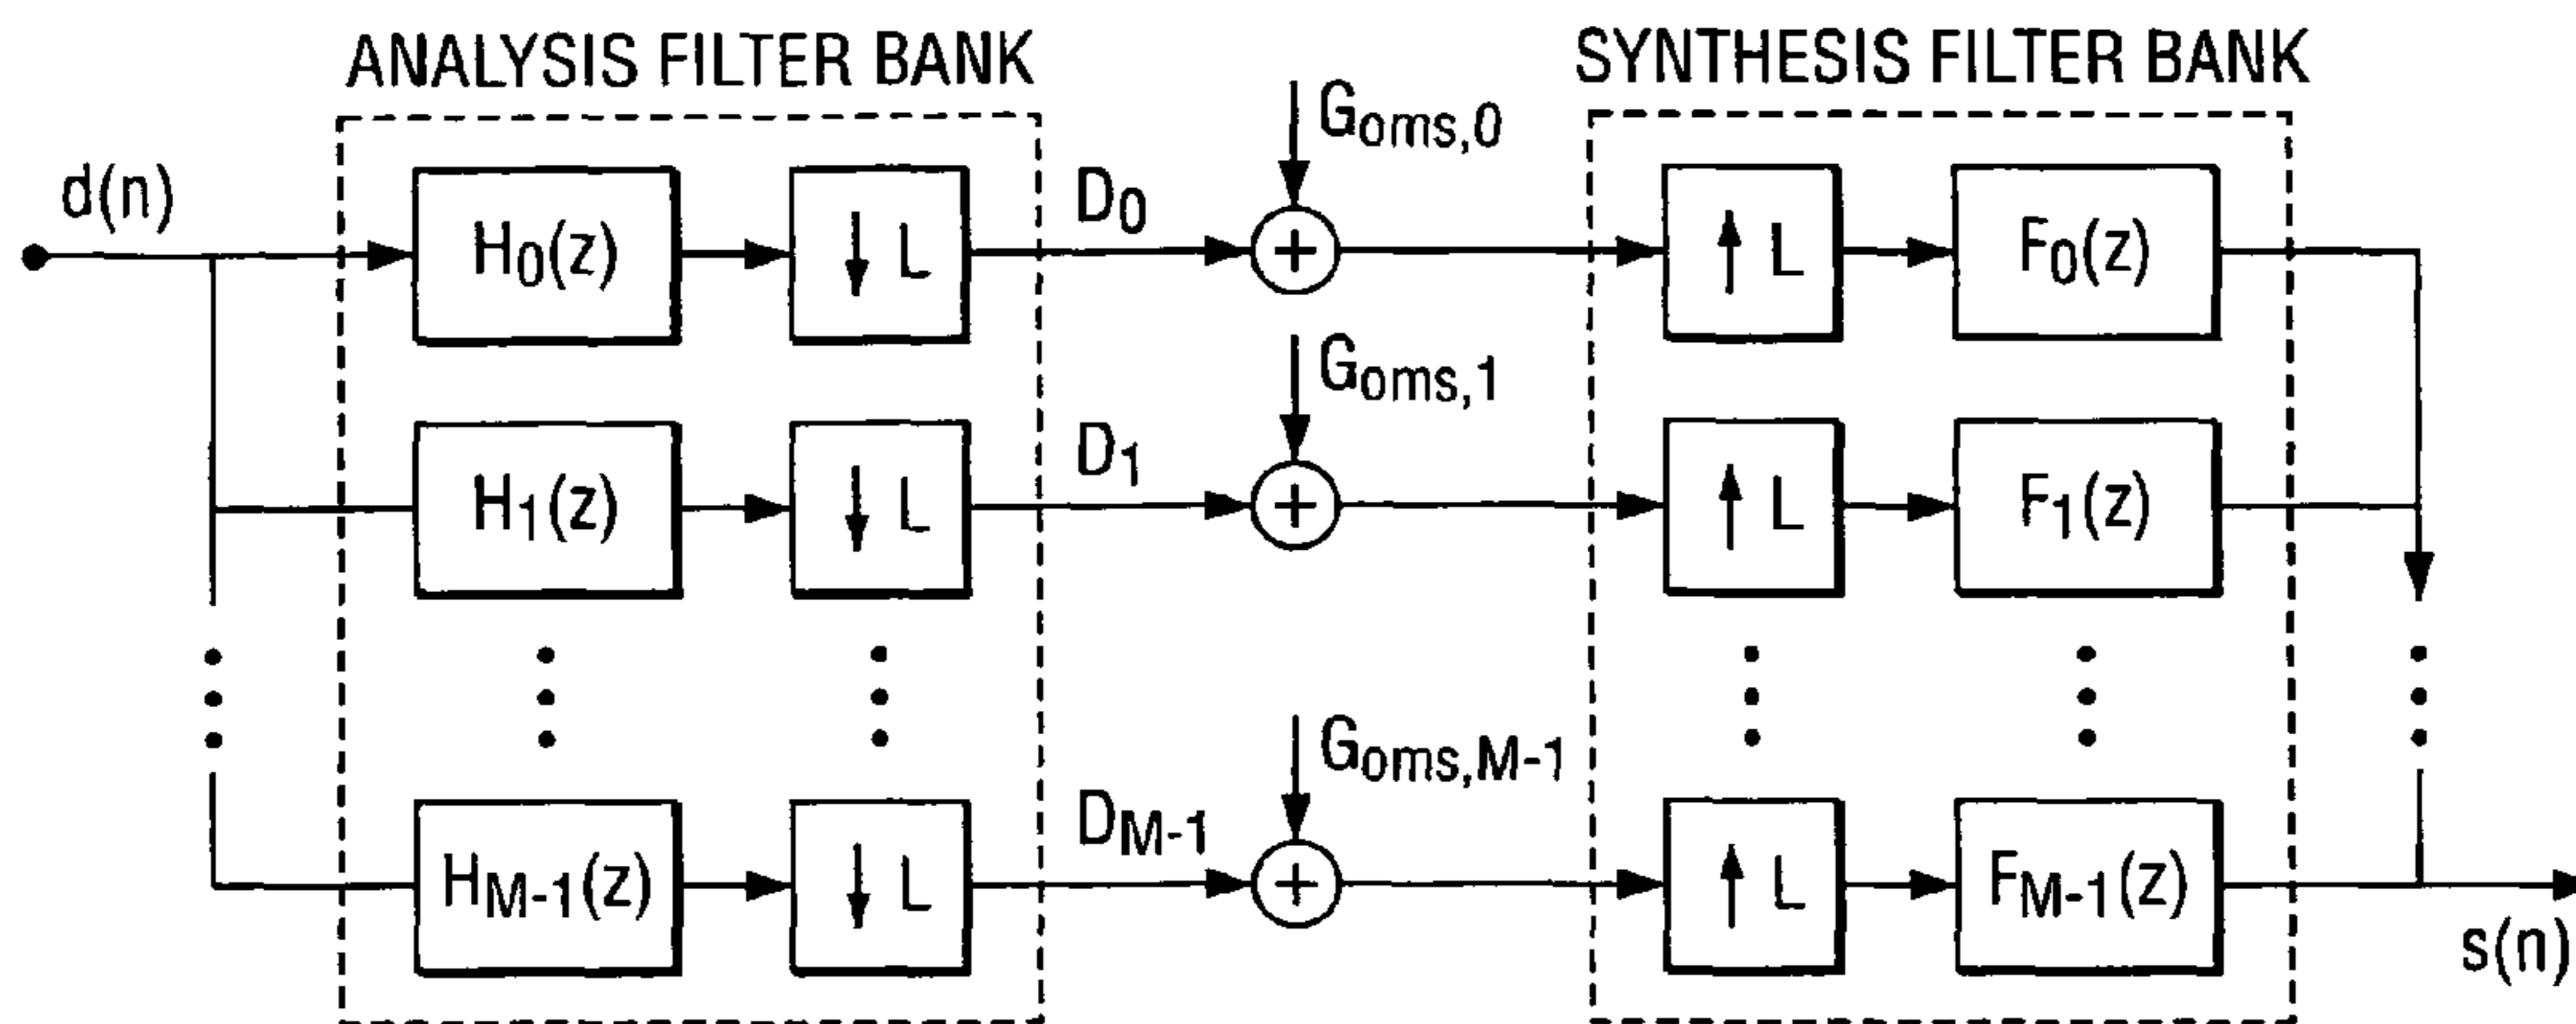 ANALYSIS FILTER BANK
SYNTHESIS FILTER BANK
d(n)
H0(z)
↓ L
D0
Goms,0
+
↑ L
F0(z)
H1(z)
↓ L
D1
Goms,1
+
↑ L
F1(z)
HM-1(z)
↓ L
DM-1
Goms,M-1
+
↑ L
FM-1(z)
s(n)